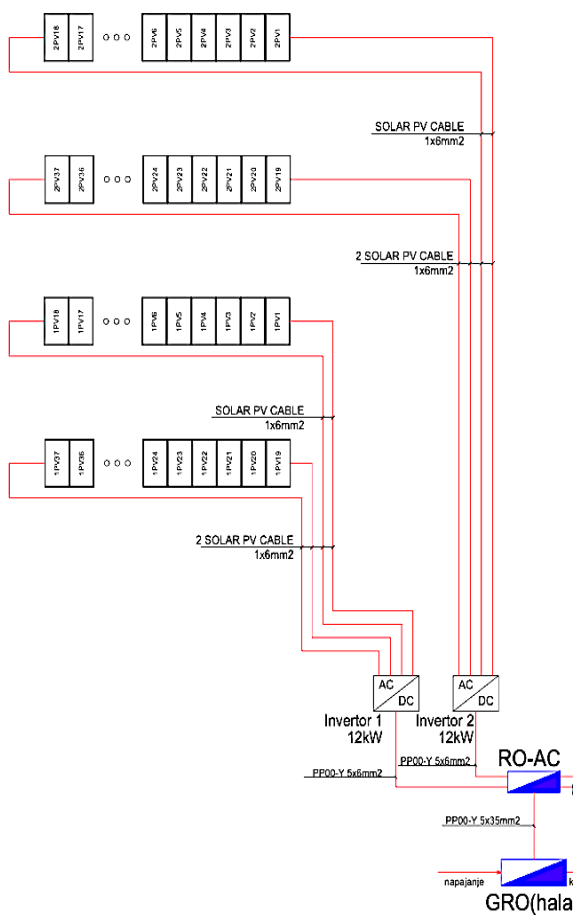 2PV18 2PV17 2PV6 2PV5 2PV4 2PV3 2PV2 2PV1
SOLAR PV CABLE
1x6mm2
2PV37 2PV36 2PV24 2PV23 2PV22 2PV21 2PV20 2PV19
2 SOLAR PV CABLE
1x6mm2
1PV18 1PV17 1PV6 1PV5 1PV4 1PV3 1PV2 1PV1
SOLAR PV CABLE
1x6mm2
1PV37 1PV36 1PV24 1PV23 1PV22 1PV21 1PV20 1PV19
2 SOLAR PV CABLE
1x6mm2
AC DC
AC DC
Invertor 1
12kW
Invertor 2
12kW
RO-AC
PP00-Y 5x6mm2
PP00-Y 5x6mm2
PP00-Y 5x35mm2
napajanje
k
GRO(hala